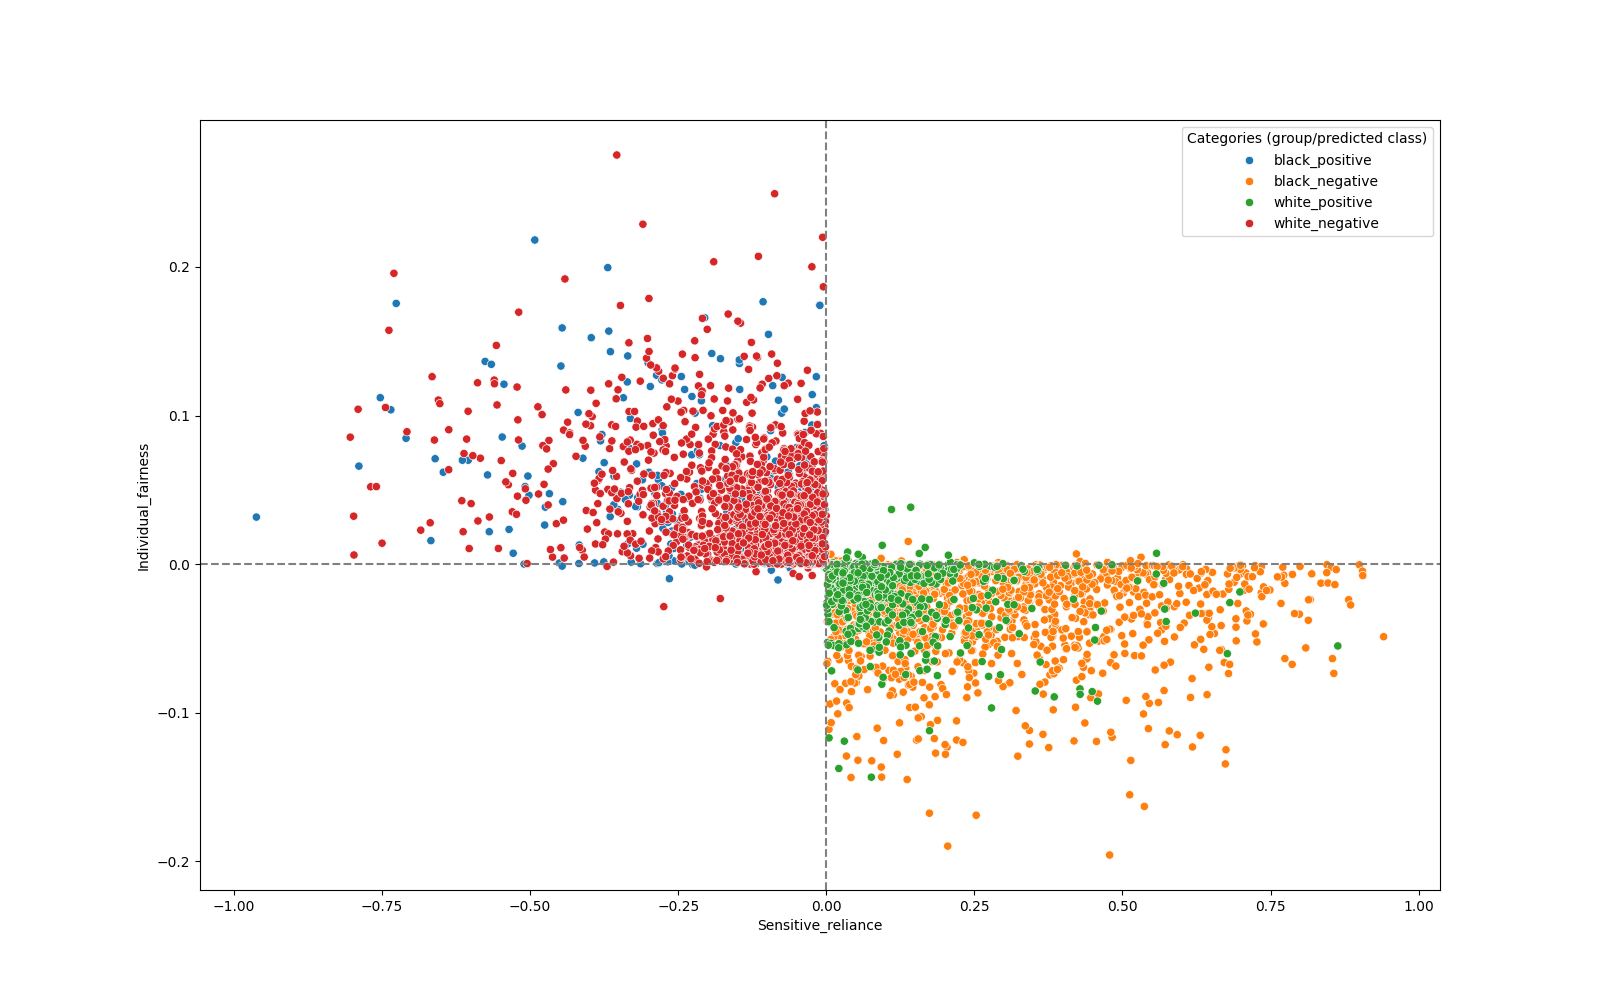 Categories (group/predicted class)
black_positive
black_negative
white_positive
white_negative
Individual_fairness
0.2
0.1
0.0
−0.1
−0.2
−1.00 −0.75 −0.50 −0.25 0.00 0.25 0.50 0.75 1.00
Sensitive_reliance